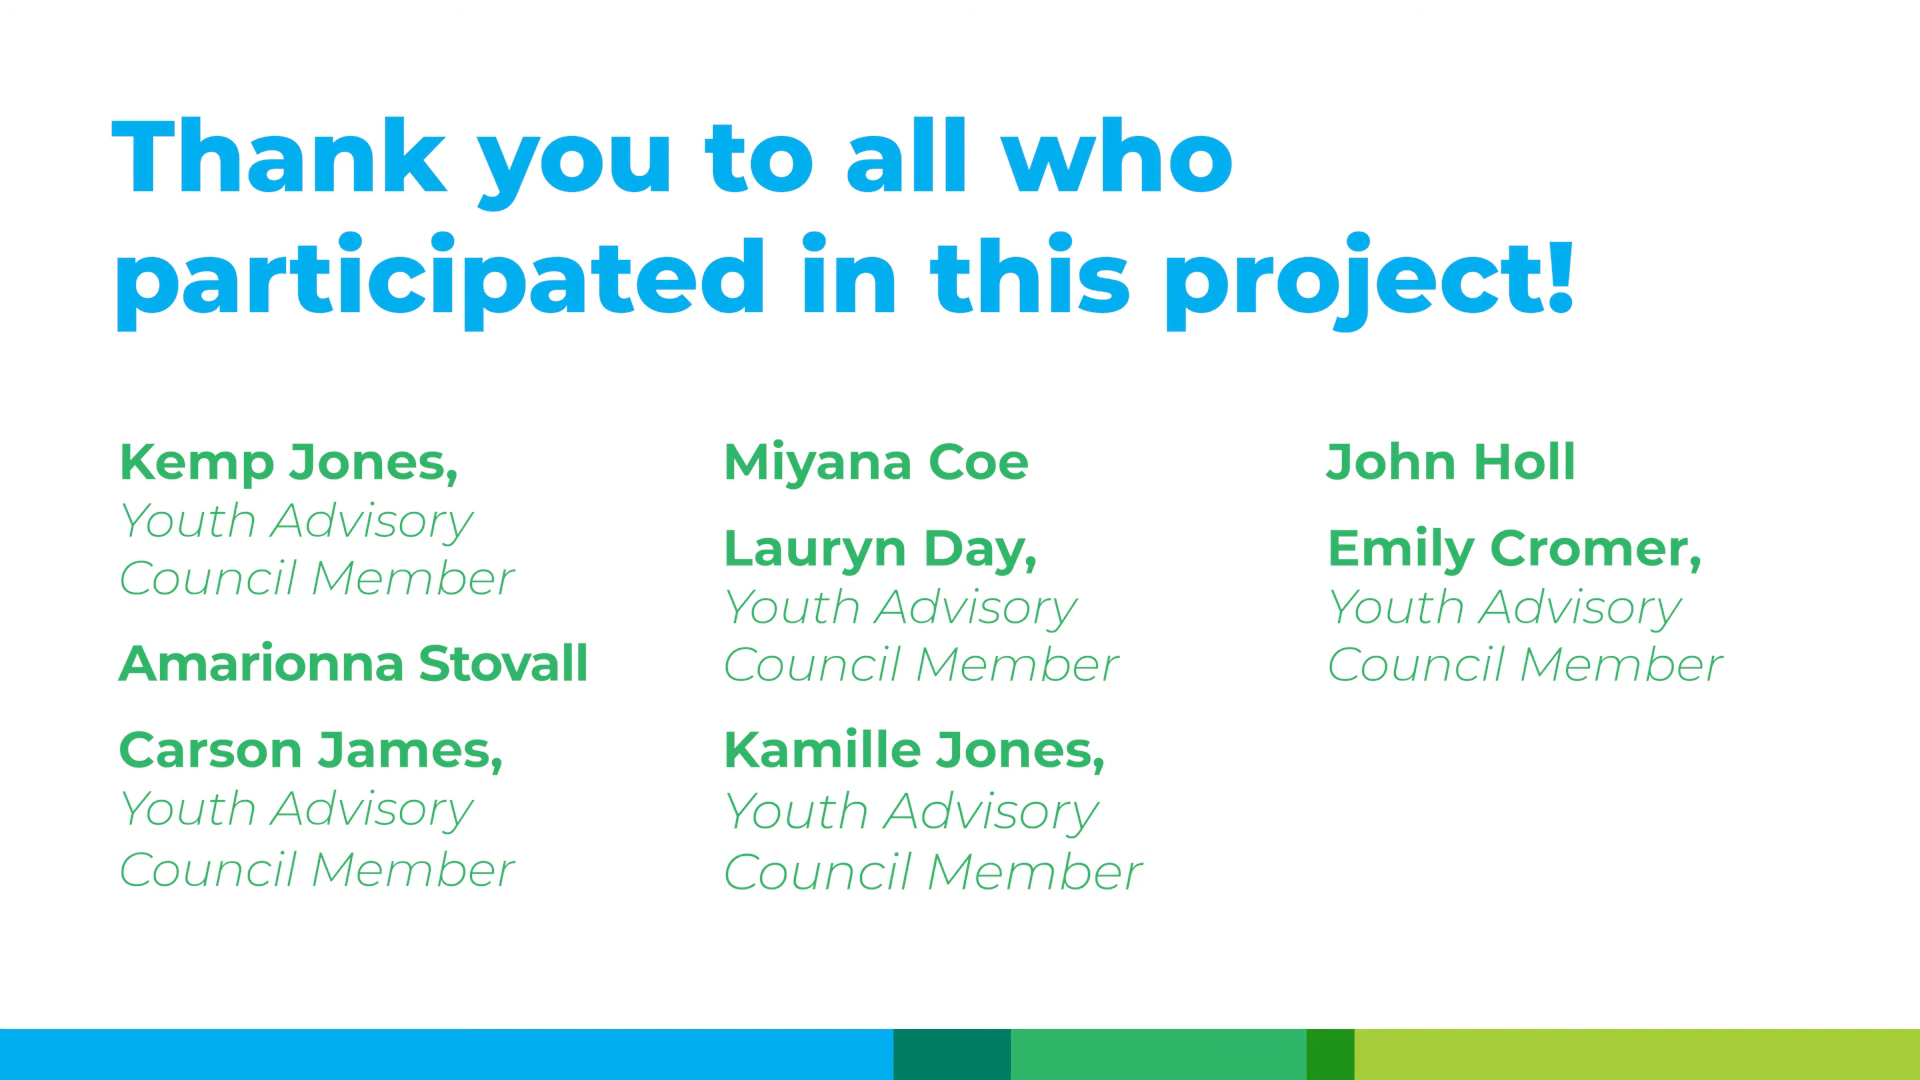 Thank you to all who
participated in this project!
Kemp Jones,
Youth Advisory
Council Member
Amarionna Stovall
Carson James,
Youth Advisory
Council Member
Miyana Coe
Lauryn Day,
Youth Advisory
Council Member
Kamille Jones,
Youth Advisory
Council Member
John Holl
Emily Cromer,
Youth Advisory
Council Member